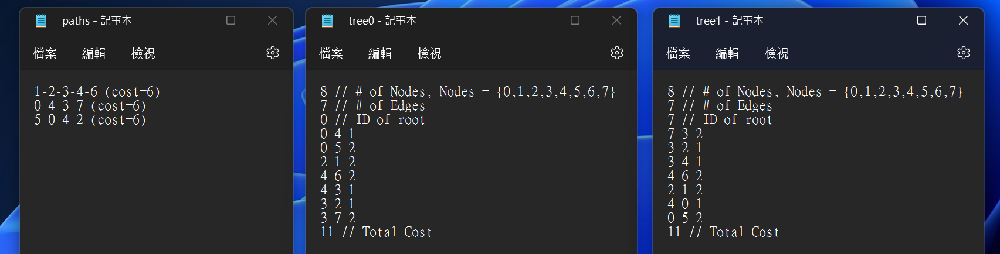 paths - 記事本
檔案 編輯 檢視
1-2-3-4-6 (cost=6)
0-4-3-7 (cost=6)
5-0-4-2 (cost=6)
tree0 - 記事本
檔案 編輯 檢視
8 // # of Nodes, Nodes = {0,1,2,3,4,5,6,7}
7 // # of Edges
0 // ID of root
0 4 1
0 5 2
2 1 2
4 6 2
4 3 1
3 2 1
3 7 2
11 // Total Cost
tree1 - 記事本
檔案 編輯 檢視
8 // # of Nodes, Nodes = {0,1,2,3,4,5,6,7}
7 // # of Edges
7 // ID of root
7 3 2
3 2 1
3 4 1
4 6 2
2 1 2
4 0 1
0 5 2
11 // Total Cost